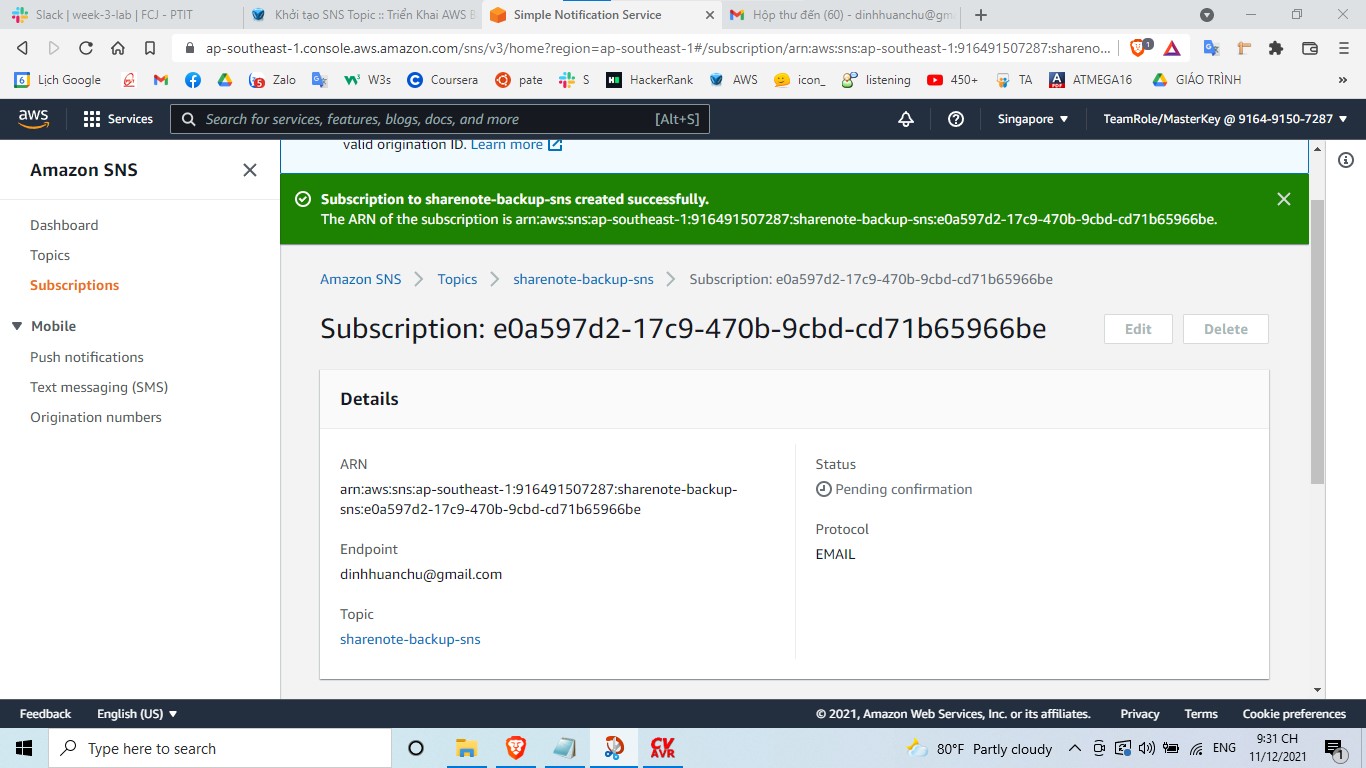 Slack | week-3-lab | FCJ - PTIT
Khởi tạo SNS Topic :: Triển Khai AWS B
Simple Notification Service
Hộp thư đến (60) - dinhhuanchu@gm
ap-southeast-1.console.aws.amazon.com/sns/v3/home?region=ap-southeast-1#/subscription/arn:aws:sns:ap-southeast-1:916491507287:shareno...
1
6 Lịch Google
Zalo
W3s
Coursera
pate
S
HackerRank
AWS
icon_
listening
450+
TA
ATMEGA16
GIÁO TRÌNH
»
aws
Services
Search for services, features, blogs, docs, and more [Alt+S]
Singapore
TeamRole/MasterKey @ 9164-9150-7287
Amazon SNS
Dashboard
Topics
Subscriptions
Mobile
Push notifications
Text messaging (SMS)
Origination numbers
valid origination ID. Learn more
Subscription to sharenote-backup-sns created successfully.
The ARN of the subscription is arn:aws:sns:ap-southeast-1:916491507287:sharenote-backup-sns:e0a597d2-17c9-470b-9cbd-cd71b65966be.
Amazon SNS
Topics
sharenote-backup-sns
Subscription: e0a597d2-17c9-470b-9cbd-cd71b65966be
Subscription: e0a597d2-17c9-470b-9cbd-cd71b65966be
Edit
Delete
Details
ARN
arn:aws:sns:ap-southeast-1:916491507287:sharenote-backup-
sns:e0a597d2-17c9-470b-9cbd-cd71b65966be
Endpoint
dinhhuanchu@gmail.com
Topic
sharenote-backup-sns
Status
Pending confirmation
Protocol
EMAIL
Feedback
English (US)
© 2021, Amazon Web Services, Inc. or its affiliates.
Privacy
Terms
Cookie preferences
Type here to search
CV
AVR
80°F Partly cloudy
ENG
9:31 CH
11/12/2021
1